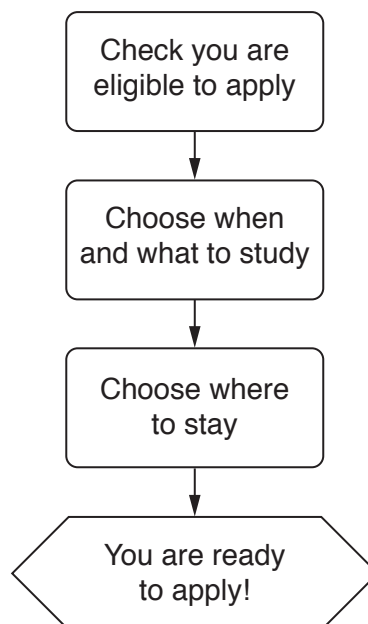 Check you are
eligible to apply
Choose when
and what to study
Choose where
to stay
You are ready
to apply!